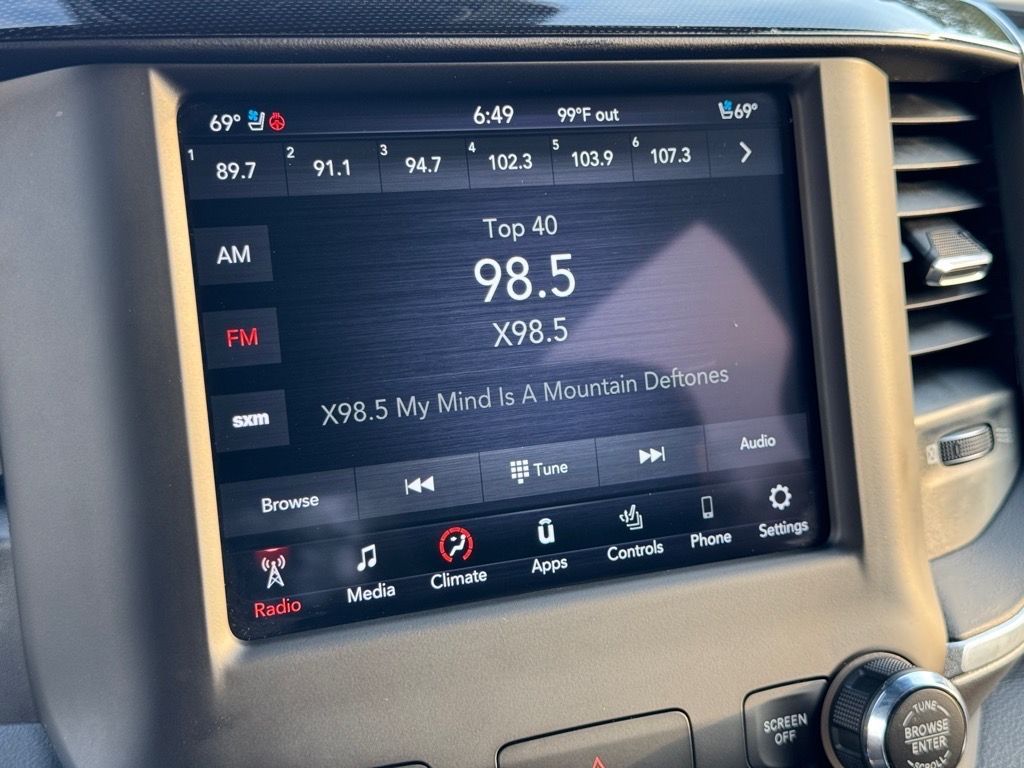 69° 6:49 99°F out 69°
1 89.7 2 91.1 3 94.7 4 102.3 5 103.9 6 107.3
Top 40
AM
98.5
FM
X98.5
X98.5 My Mind Is A Mountain Deftones
sxm
Browse Tune Audio
Radio Media Climate Apps Controls Phone Settings
SCREEN
OFF
TUNE
BROWSE
ENTER
SCROLL